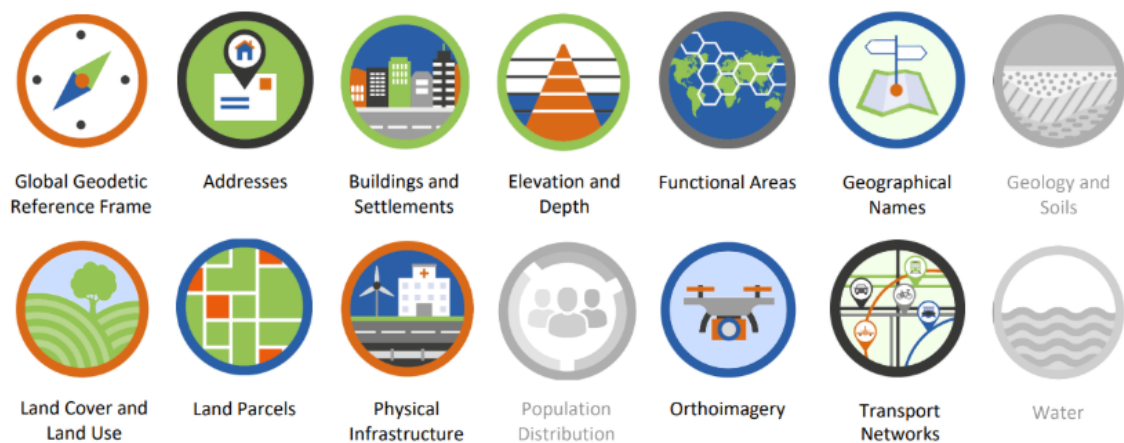 Global Geodetic
Reference Frame
Addresses
Buildings and
Settlements
Elevation and
Depth
Functional Areas
Geographical
Names
Geology and
Soils
Land Cover and
Land Use
Land Parcels
Physical
Infrastructure
Population
Distribution
Orthoimagery
Transport
Networks
Water